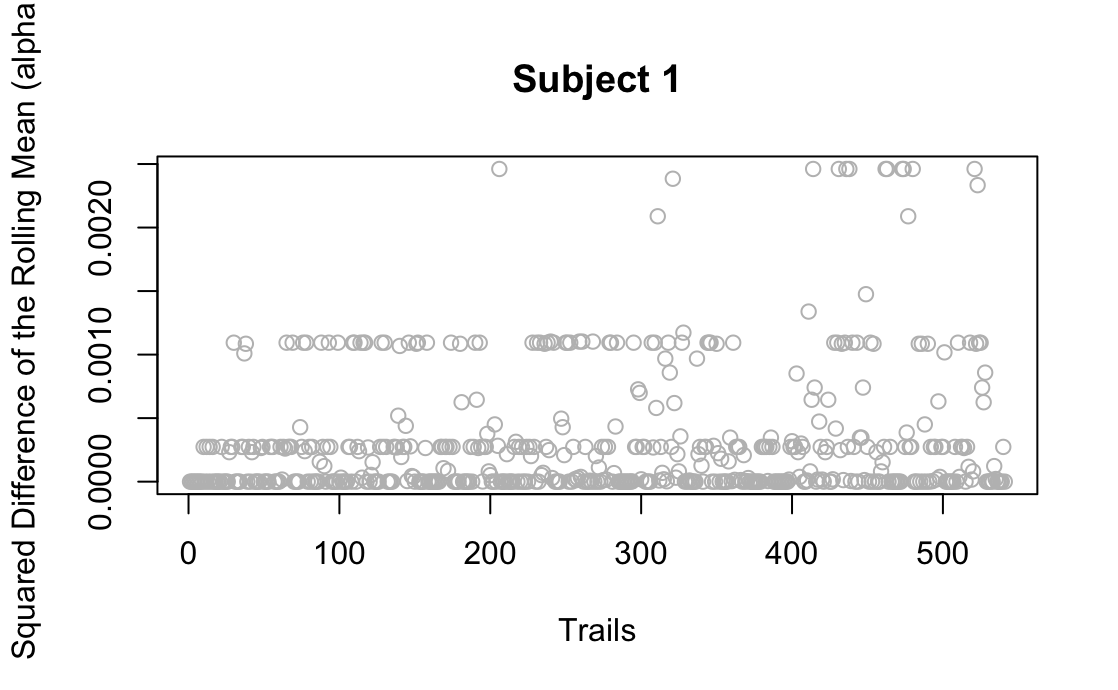 Subject 1
Squared Difference of the Rolling Mean (alpha
0.0000 0.0010 0.0020
0 100 200 300 400 500
Trails